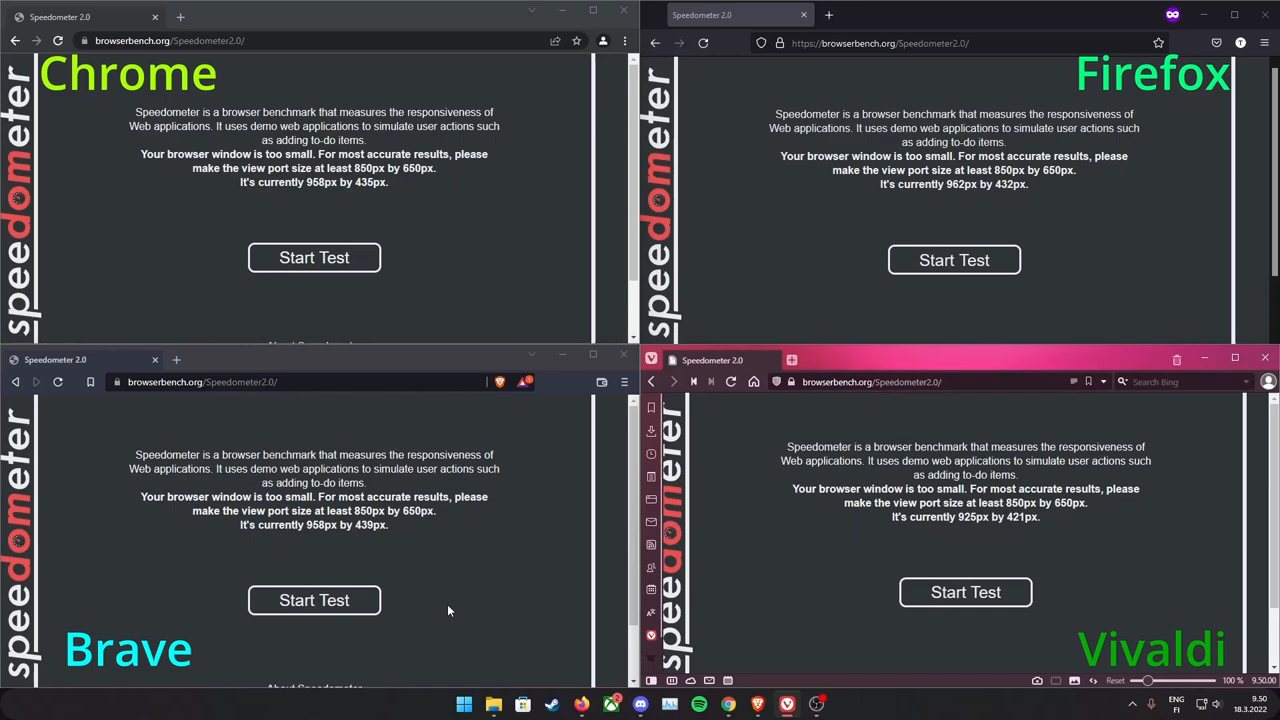 Speedometer 2.0
browserbench.org/Speedometer2.0/
Chrome
speedometer
Speedometer is a browser benchmark that measures the responsiveness of
Web applications. It uses demo web applications to simulate user actions such
as adding to-do items.
Your browser window is too small. For most accurate results, please
make the view port size at least 850px by 650px.
It's currently 958px by 435px.
Start Test
Speedometer 2.0
https://browserbench.org/Speedometer2.0/
T
Firefox
speedometer
Speedometer is a browser benchmark that measures the responsiveness of
Web applications. It uses demo web applications to simulate user actions such
as adding to-do items.
Your browser window is too small. For most accurate results, please
make the view port size at least 850px by 650px.
It's currently 962px by 432px.
Start Test
Speedometer 2.0
browserbench.org/Speedometer2.0/
1
speedometer
Speedometer is a browser benchmark that measures the responsiveness of
Web applications. It uses demo web applications to simulate user actions such
as adding to-do items.
Your browser window is too small. For most accurate results, please
make the view port size at least 850px by 650px.
It's currently 958px by 439px.
Start Test
Brave
Speedometer 2.0
browserbench.org/Speedometer2.0/
Search Bing
speedometer
Speedometer is a browser benchmark that measures the responsiveness of
Web applications. It uses demo web applications to simulate user actions such
as adding to-do items.
Your browser window is too small. For most accurate results, please
make the view port size at least 850px by 650px.
It's currently 925px by 421px.
Start Test
Vivaldi
Reset
100 %
9.50.00
2
ENG
FI
9.50
18.3.2022